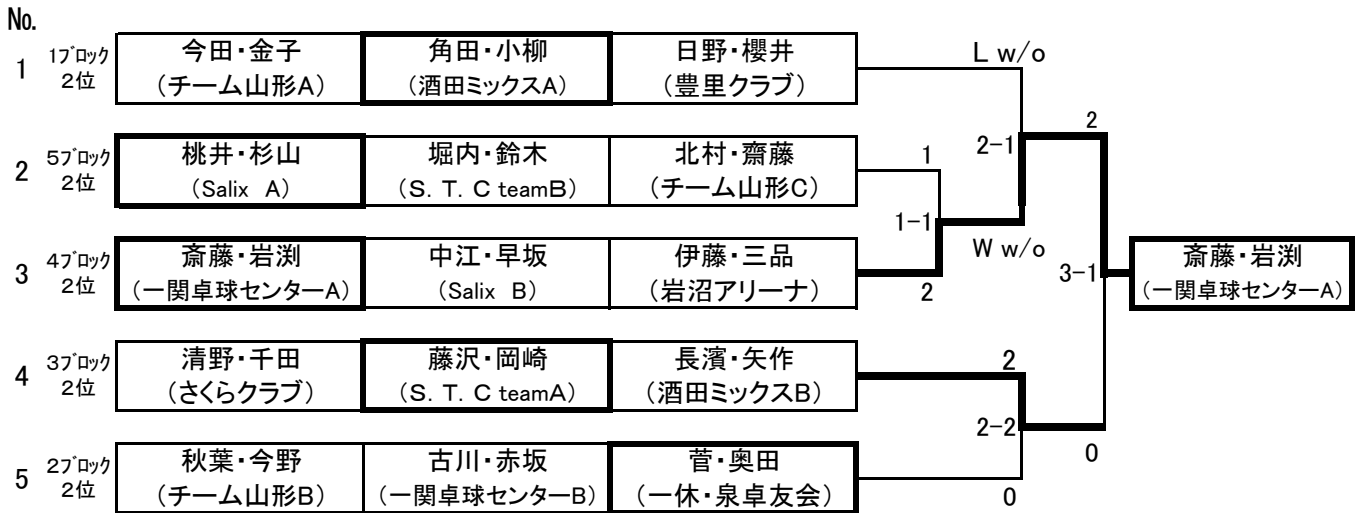 No.
1 1ブロック 2位 今田・金子 (チーム山形A) 角田・小柳 (酒田ミックスA) 日野・櫻井 (豊里クラブ)
L w/o
2 5ブロック 2位 桃井・杉山 (Salix A) 堀内・鈴木 (S. T. C teamB) 北村・齋藤 (チーム山形C)
1
2-1
2
1-1
W w/o
3 4ブロック 2位 斎藤・岩渕 (一関卓球センターA) 中江・早坂 (Salix B) 伊藤・三品 (岩沼アリーナ)
2
3-1
斎藤・岩渕
(一関卓球センターA)
4 3ブロック 2位 清野・千田 (さくらクラブ) 藤沢・岡崎 (S. T. C teamA) 長濱・矢作 (酒田ミックスB)
2
2-2
0
5 2ブロック 2位 秋葉・今野 (チーム山形B) 古川・赤坂 (一関卓球センターB) 菅・奥田 (一休・泉卓友会)
0